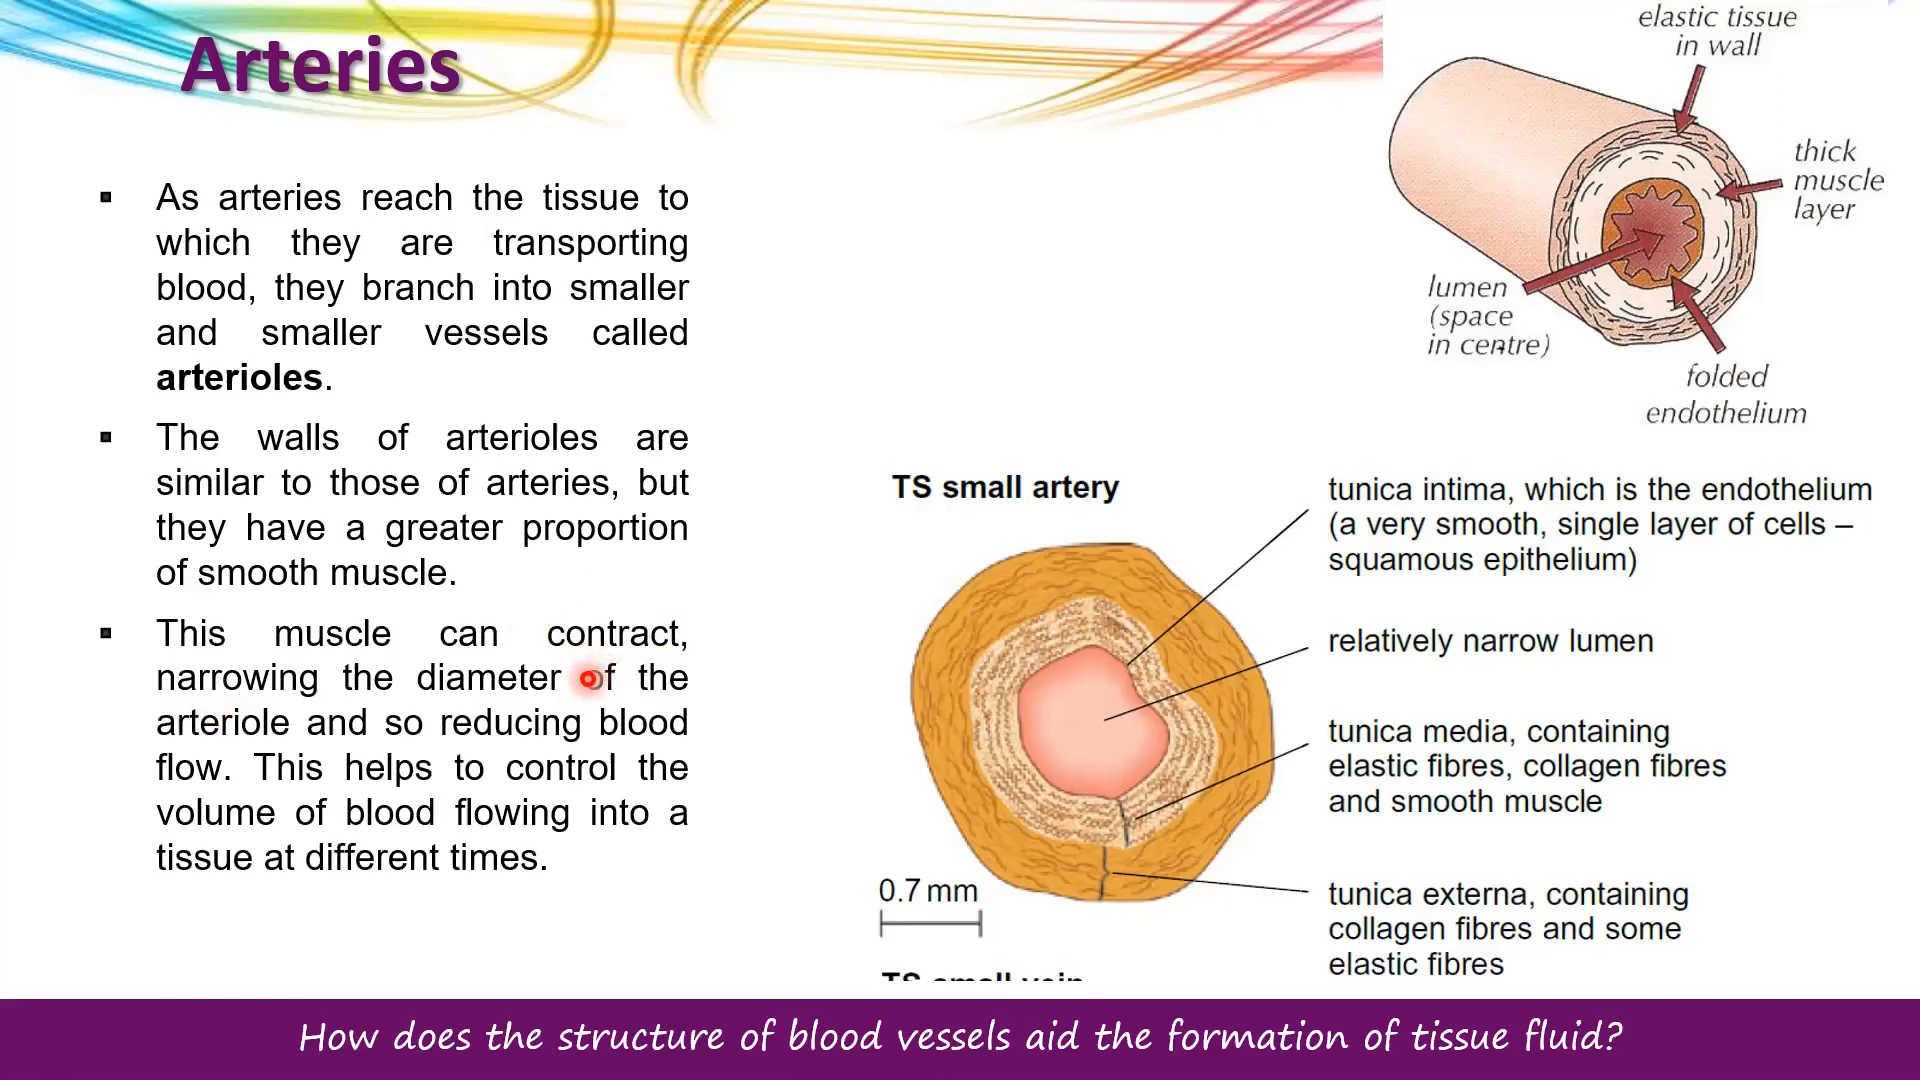 Arteries
▪ As arteries reach the tissue to
which they are transporting
blood, they branch into smaller
and smaller vessels called
arterioles.
▪ The walls of arterioles are
similar to those of arteries, but
they have a greater proportion
of smooth muscle.
▪ This muscle can contract,
narrowing the diameter of the
arteriole and so reducing blood
flow. This helps to control the
volume of blood flowing into a
tissue at different times.
elastic tissue
in wall
thick
muscle
layer
lumen
(space
in centre)
folded
endothelium
TS small artery
tunica intima, which is the endothelium
(a very smooth, single layer of cells –
squamous epithelium)
relatively narrow lumen
tunica media, containing
elastic fibres, collagen fibres
and smooth muscle
tunica externa, containing
collagen fibres and some
elastic fibres
0.7 mm
TS small vein
How does the structure of blood vessels aid the formation of tissue fluid?